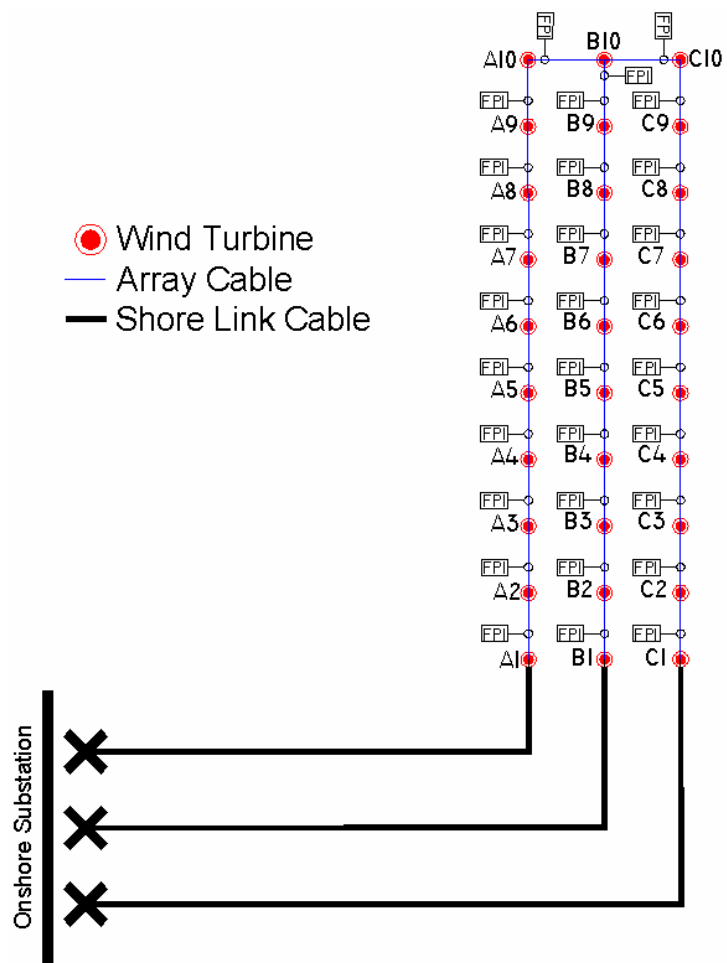 FPI FPI
A10 B10 C10
FPI
FPI FPI FPI
A9 B9 C9
FPI FPI FPI
A8 B8 C8
FPI FPI FPI
A7 B7 C7
FPI FPI FPI
A6 B6 C6
FPI FPI FPI
A5 B5 C5
FPI FPI FPI
A4 B4 C4
FPI FPI FPI
A3 B3 C3
FPI FPI FPI
A2 B2 C2
FPI FPI FPI
A1 B1 C1
Wind Turbine
Array Cable
Shore Link Cable
Onshore Substation